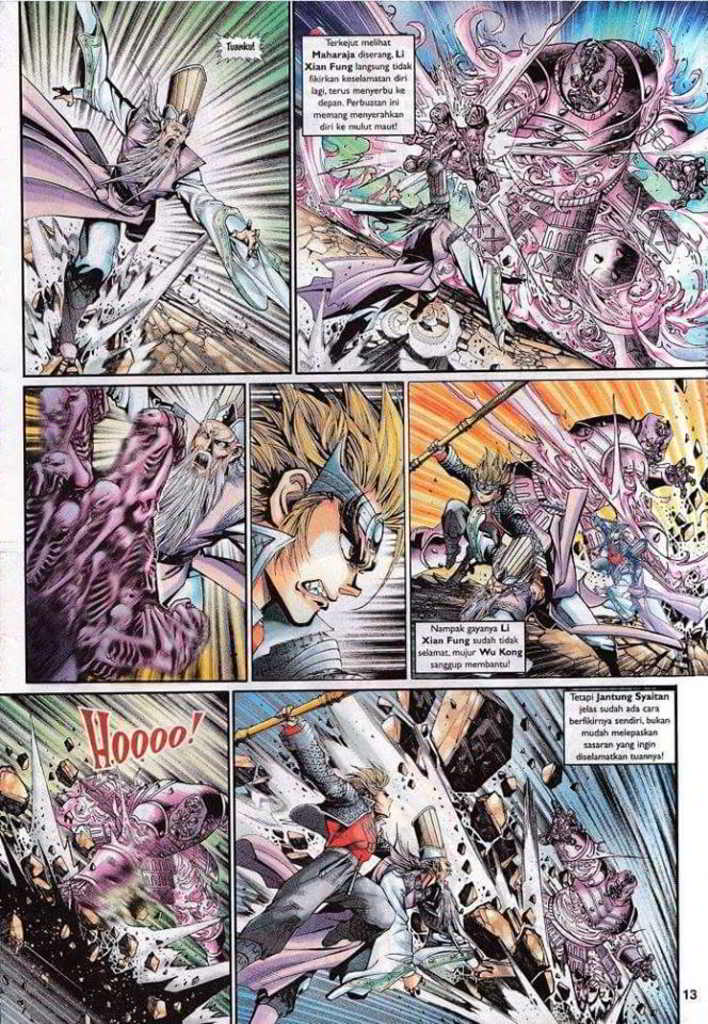 Tuanku!
Terkejut melihat
Maharaja diserang, Li
Xian Fung langsung tidak
fikirkan keselamatan diri
lagi, terus menyerbu ke
depan. Perbuatan ini
memang menyerahkan
diri ke mulut maut!
Nampak gayanya Li
Xian Fung sudah tidak
selamat, mujur Wu Kong
sanggup membantu!
HOOOO!
Tetapi Jantung Syaitan
jelas sudah ada cara
berfikirnya sendiri, bukan
mudah melepaskan
sasaran yang ingin
diselamatkan tuannya!
13